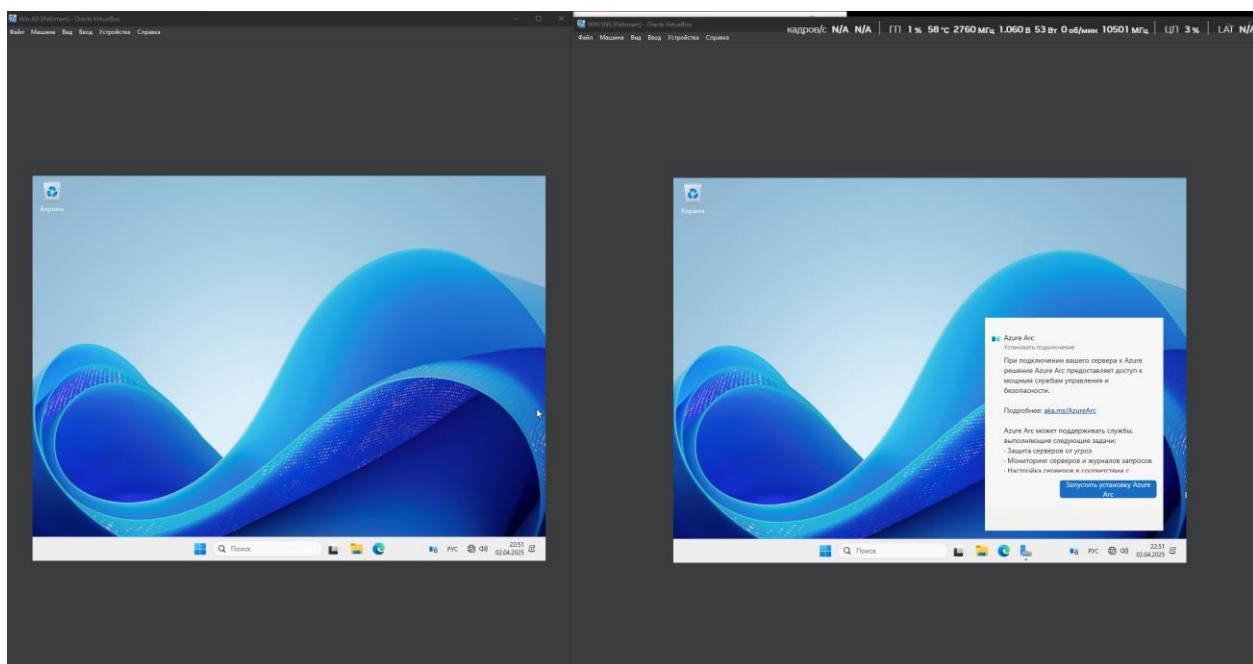 Win AD [Работает] - Oracle VirtualBox
Файл Машина Вид Ввод Устройства Справка
Корзина
Поиск
РУС
22:51
02.04.2025
WIN ENS [Работает] - Oracle VirtualBox
Файл Машина Вид Ввод Устройства Справка
кадров/с N/A N/A | ГП 1 % 58 °C 2760 МГц 1.060 В 53 Вт 0 об/мин 10501 МГц | ЦП 3 % | LAT N/A
Корзина
Azure Arc
Установить подключение
При подключении вашего сервера к Azure
решение Azure Arc предоставляет доступ к
мощным службам управления и
безопасности.
Подробнее: aka.ms/AzureArc
Azure Arc может поддерживать службы,
выполняющие следующие задачи:
· Защита серверов от угроз
· Мониторинг серверов и журналов запросов
· Настройка серверов в соответствии с
Запустить установку Azure
Arc
Поиск
РУС
22:51
02.04.2025